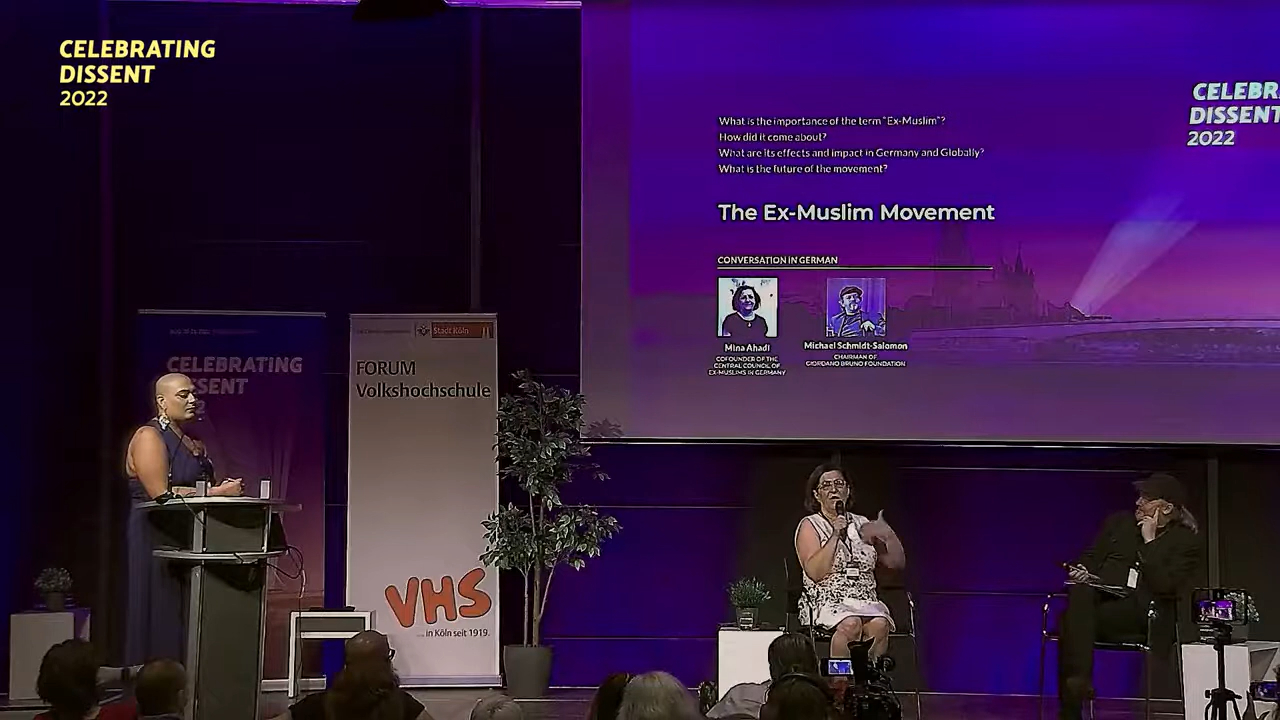 CELEBRATING
DISSENT
2022
CELEBR
DISSENT
2022
What is the importance of the term "Ex-Muslim"?
How did it come about?
What are its effects and impact in Germany and Globally?
What is the future of the movement?
The Ex-Muslim Movement
CONVERSATION IN GERMAN
Mina Ahadi
COFOUNDER OF THE
CENTRAL COUNCIL OF
EX-MUSLIMS IN GERMANY
Michael Schmidt-Salomon
CHAIRMAN OF
GIORDANO BRUNO FOUNDATION
CELEBRATING
SSENT
2
Stadt Köln
FORUM
Volkshochschule
VHS
... in Köln seit 1919.